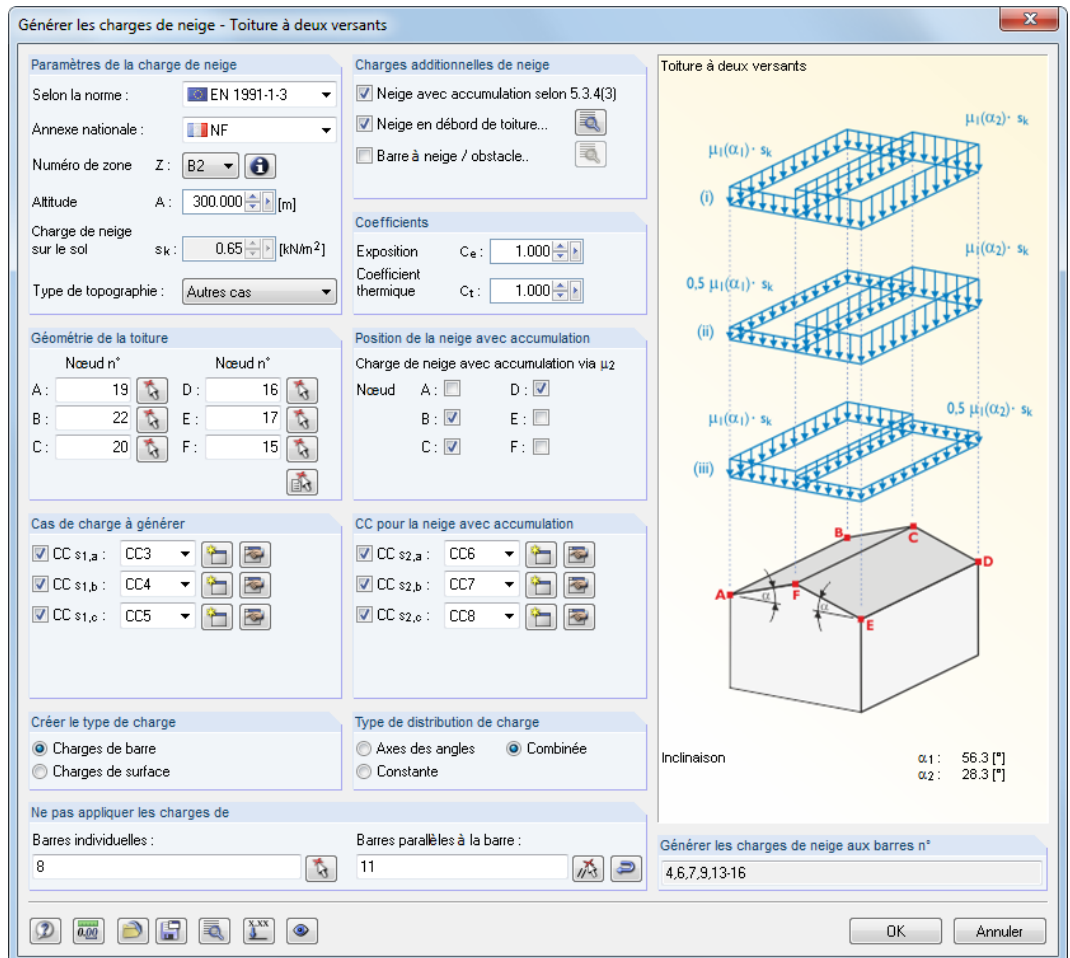 Générer les charges de neige - Toiture à deux versants
Paramètres de la charge de neige
Selon la norme :
EN 1991-1-3
Annexe nationale :
NF
Numéro de zone Z : B2
Altitude A : 300.000 [m]
Charge de neige
sur le sol sk : 0.65 [kN/m²]
Type de topographie : Autres cas
Charges additionnelles de neige
Neige avec accumulation selon 5.3.4(3)
Neige en débord de toiture...
Barre à neige / obstacle..
Coefficients
Exposition Ce : 1.000
Coefficient
thermique Ct : 1.000
Géométrie de la toiture
Nœud n° Nœud n°
A : 19 D : 16
B : 22 E : 17
C : 20 F : 15
Position de la neige avec accumulation
Charge de neige avec accumulation via μ2
Nœud A : D :
B : E :
C : F :
Cas de charge à générer
CC s1,a : CC3
CC s1,b : CC4
CC s1,c : CC5
CC pour la neige avec accumulation
CC s2,a : CC6
CC s2,b : CC7
CC s2,c : CC8
Créer le type de charge
Charges de barre
Charges de surface
Type de distribution de charge
Axes des angles Combinée
Constante
Ne pas appliquer les charges de
Barres individuelles :
8
Barres parallèles à la barre :
11
Toiture à deux versants
μ1(α2)· sk
μ1(α1)· sk
(i)
μ1(α2)· sk
0,5 μ1(α1)· sk
(ii)
0,5 μ1(α2)· sk
μ1(α1)· sk
(iii)
B
C
D
A
α
F
α
E
Inclinaison α1 : 56.3 [°]
α2 : 28.3 [°]
Générer les charges de neige aux barres n°
4,6,7,9,13-16
0.00
x.xx
OK
Annuler